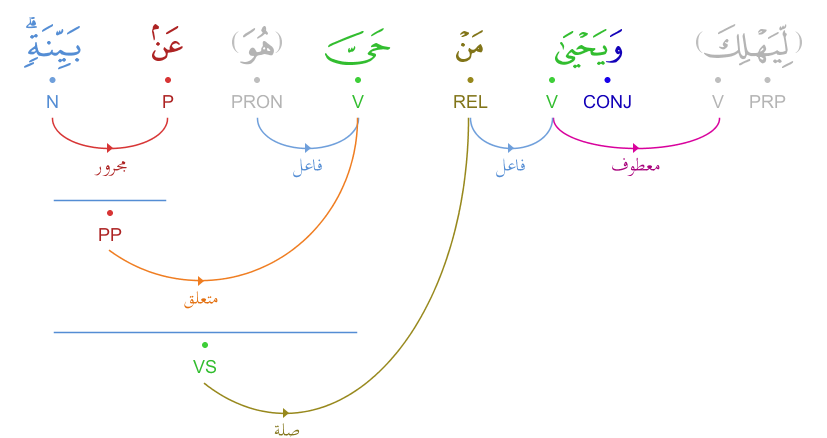 (لِّيَهْلِكَ) وَيَحْيَىٰ مَنْ حَىَّ (هُوَ) عَنۢ بَيِّنَةٍۗ
PRP V CONJ V REL V PRON P N
معطوف فاعل فاعل مجرور
PP
متعلق
VS
صلة